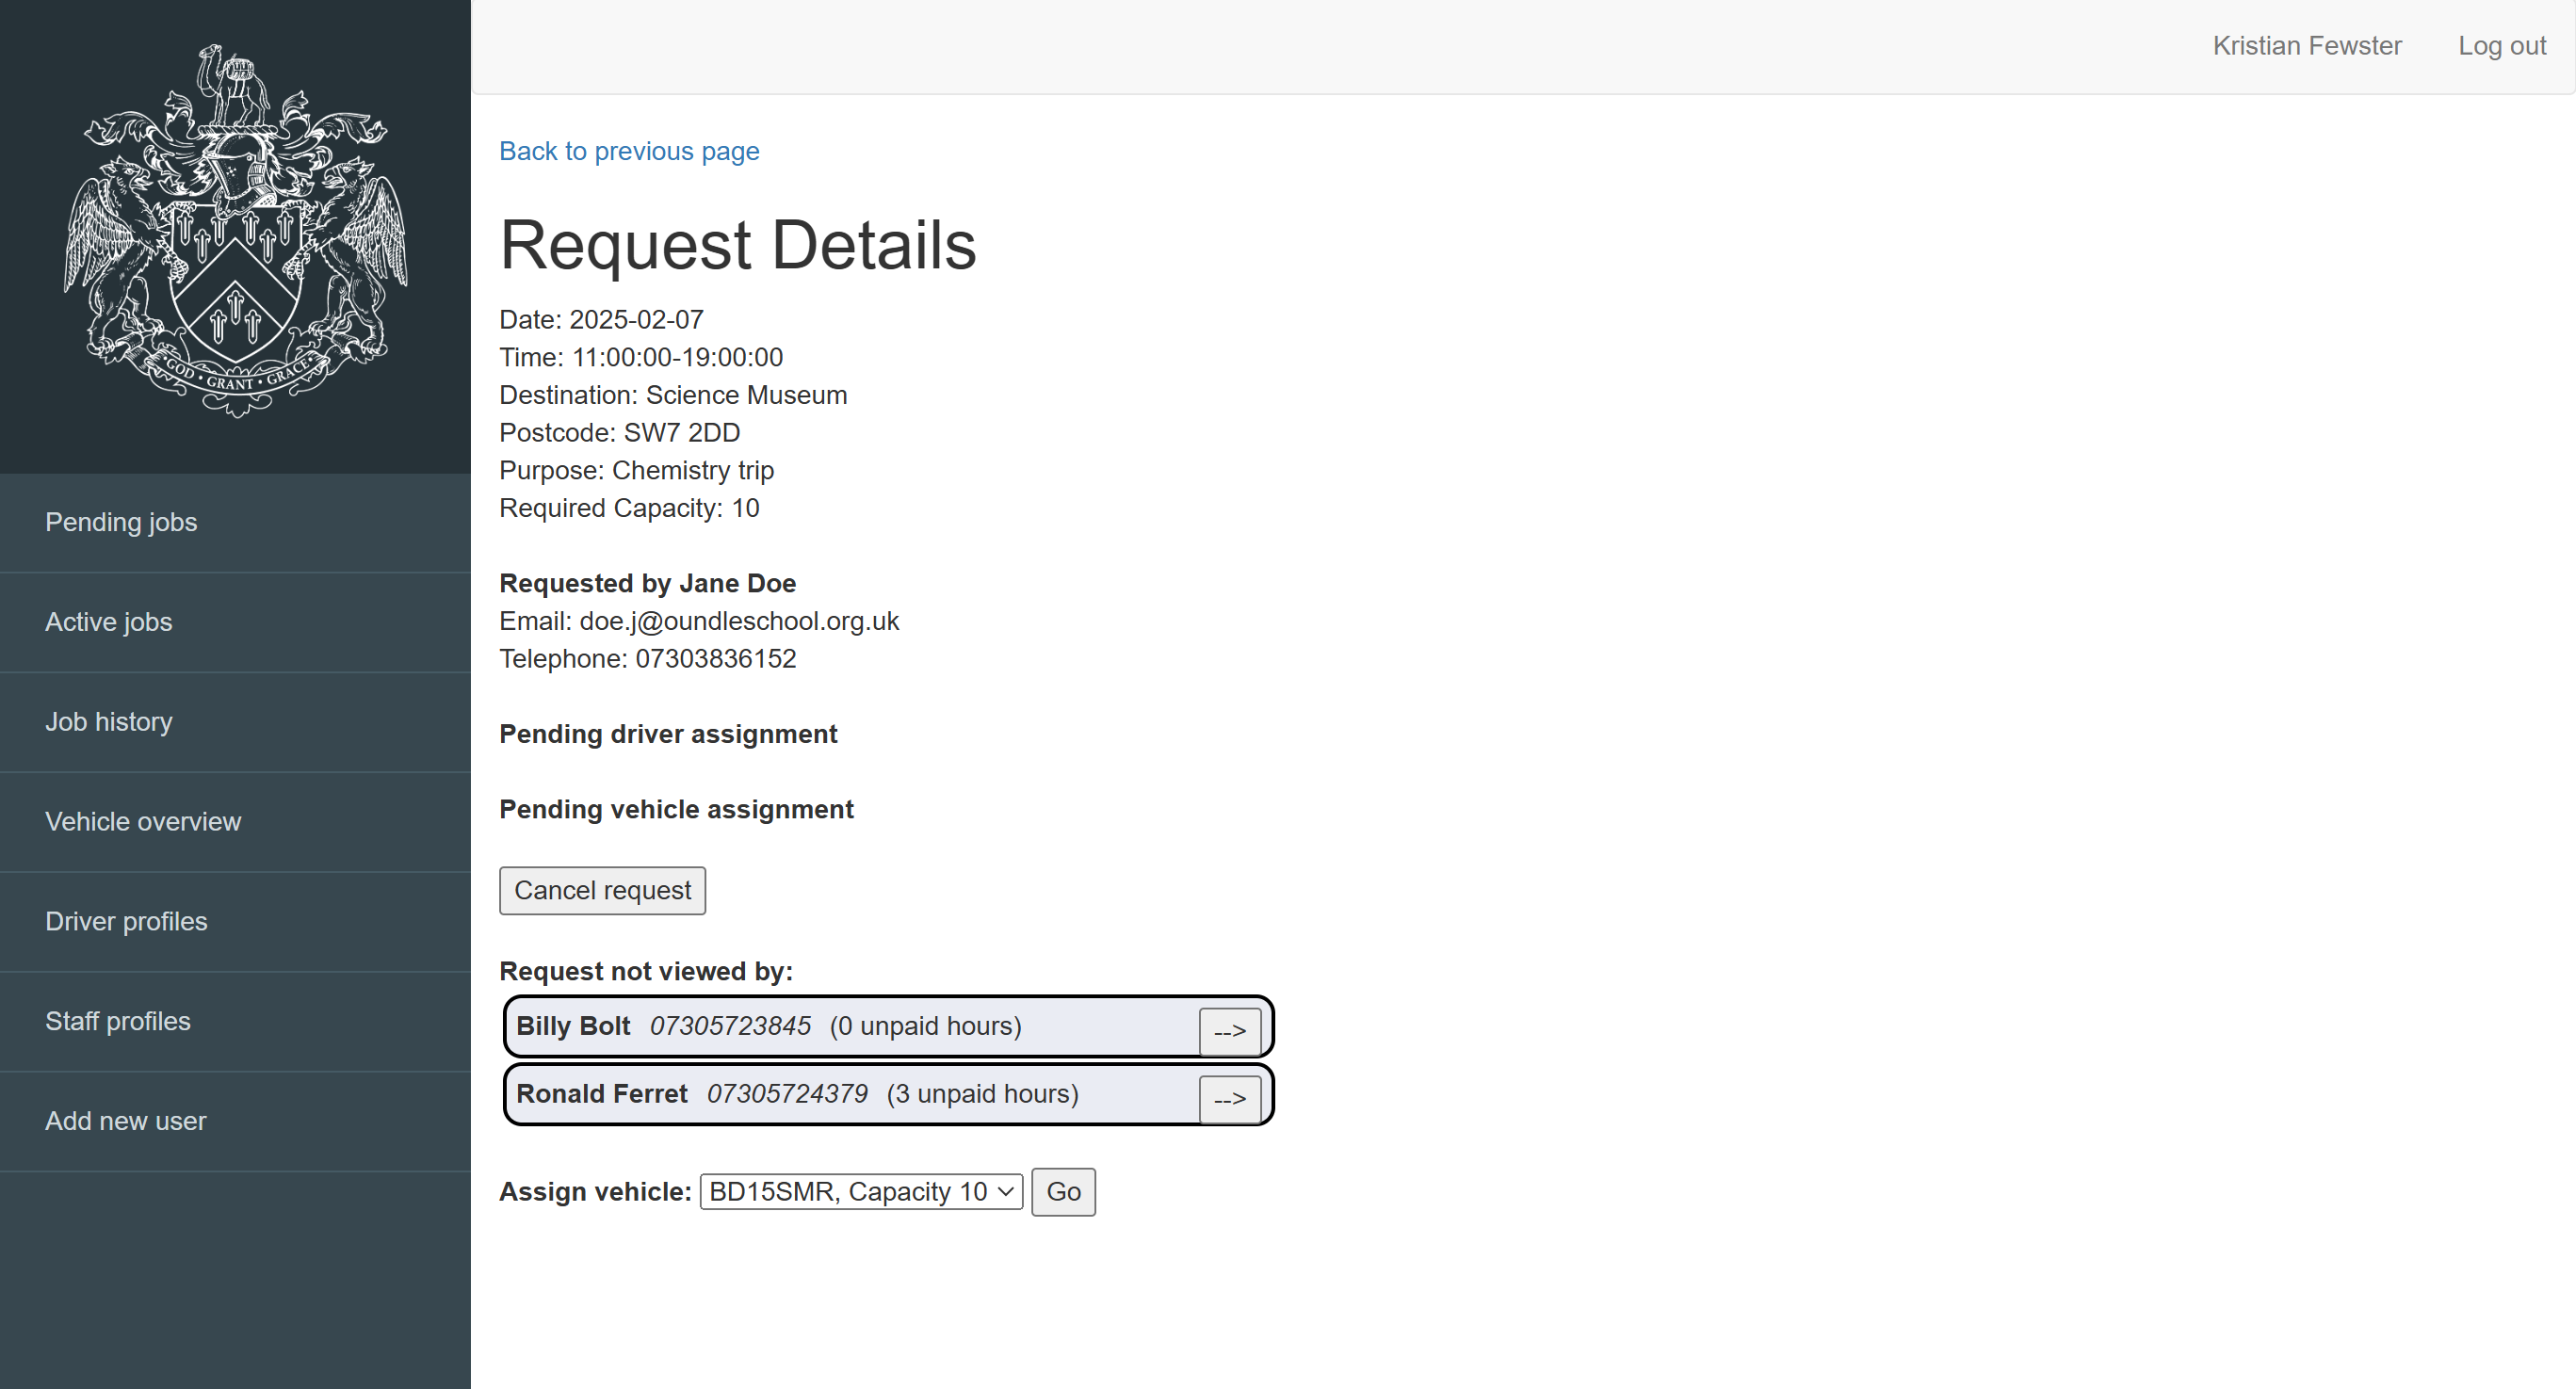 GOD · GRANT · GRACE
Kristian Fewster Log out
Back to previous page
Request Details
Date: 2025-02-07
Time: 11:00:00-19:00:00
Destination: Science Museum
Postcode: SW7 2DD
Purpose: Chemistry trip
Required Capacity: 10
Requested by Jane Doe
Email: doe.j@oundleschool.org.uk
Telephone: 07303836152
Pending driver assignment
Pending vehicle assignment
Cancel request
Request not viewed by:
Billy Bolt 07305723845 (0 unpaid hours) -->
Ronald Ferret 07305724379 (3 unpaid hours) -->
Assign vehicle: BD15SMR, Capacity 10 Go
Pending jobs
Active jobs
Job history
Vehicle overview
Driver profiles
Staff profiles
Add new user